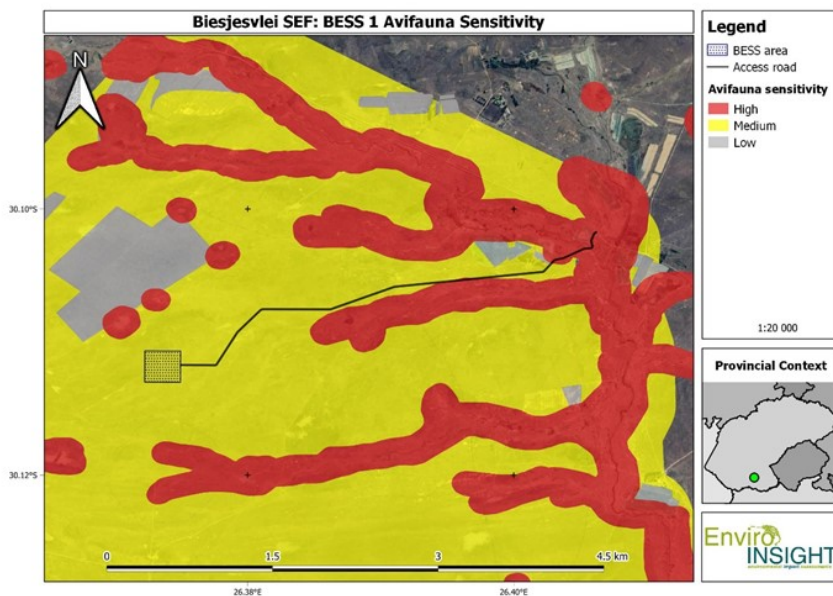 Biesjesvlei SEF: BESS 1 Avifauna Sensitivity
N
30.10°S
30.12°S
0 1.5 3 4.5 km
26.38°E 26.40°E
Legend
BESS area
Access road
Avifauna sensitivity
High
Medium
Low
1:20 000
Provincial Context
Enviro
INSIGHT